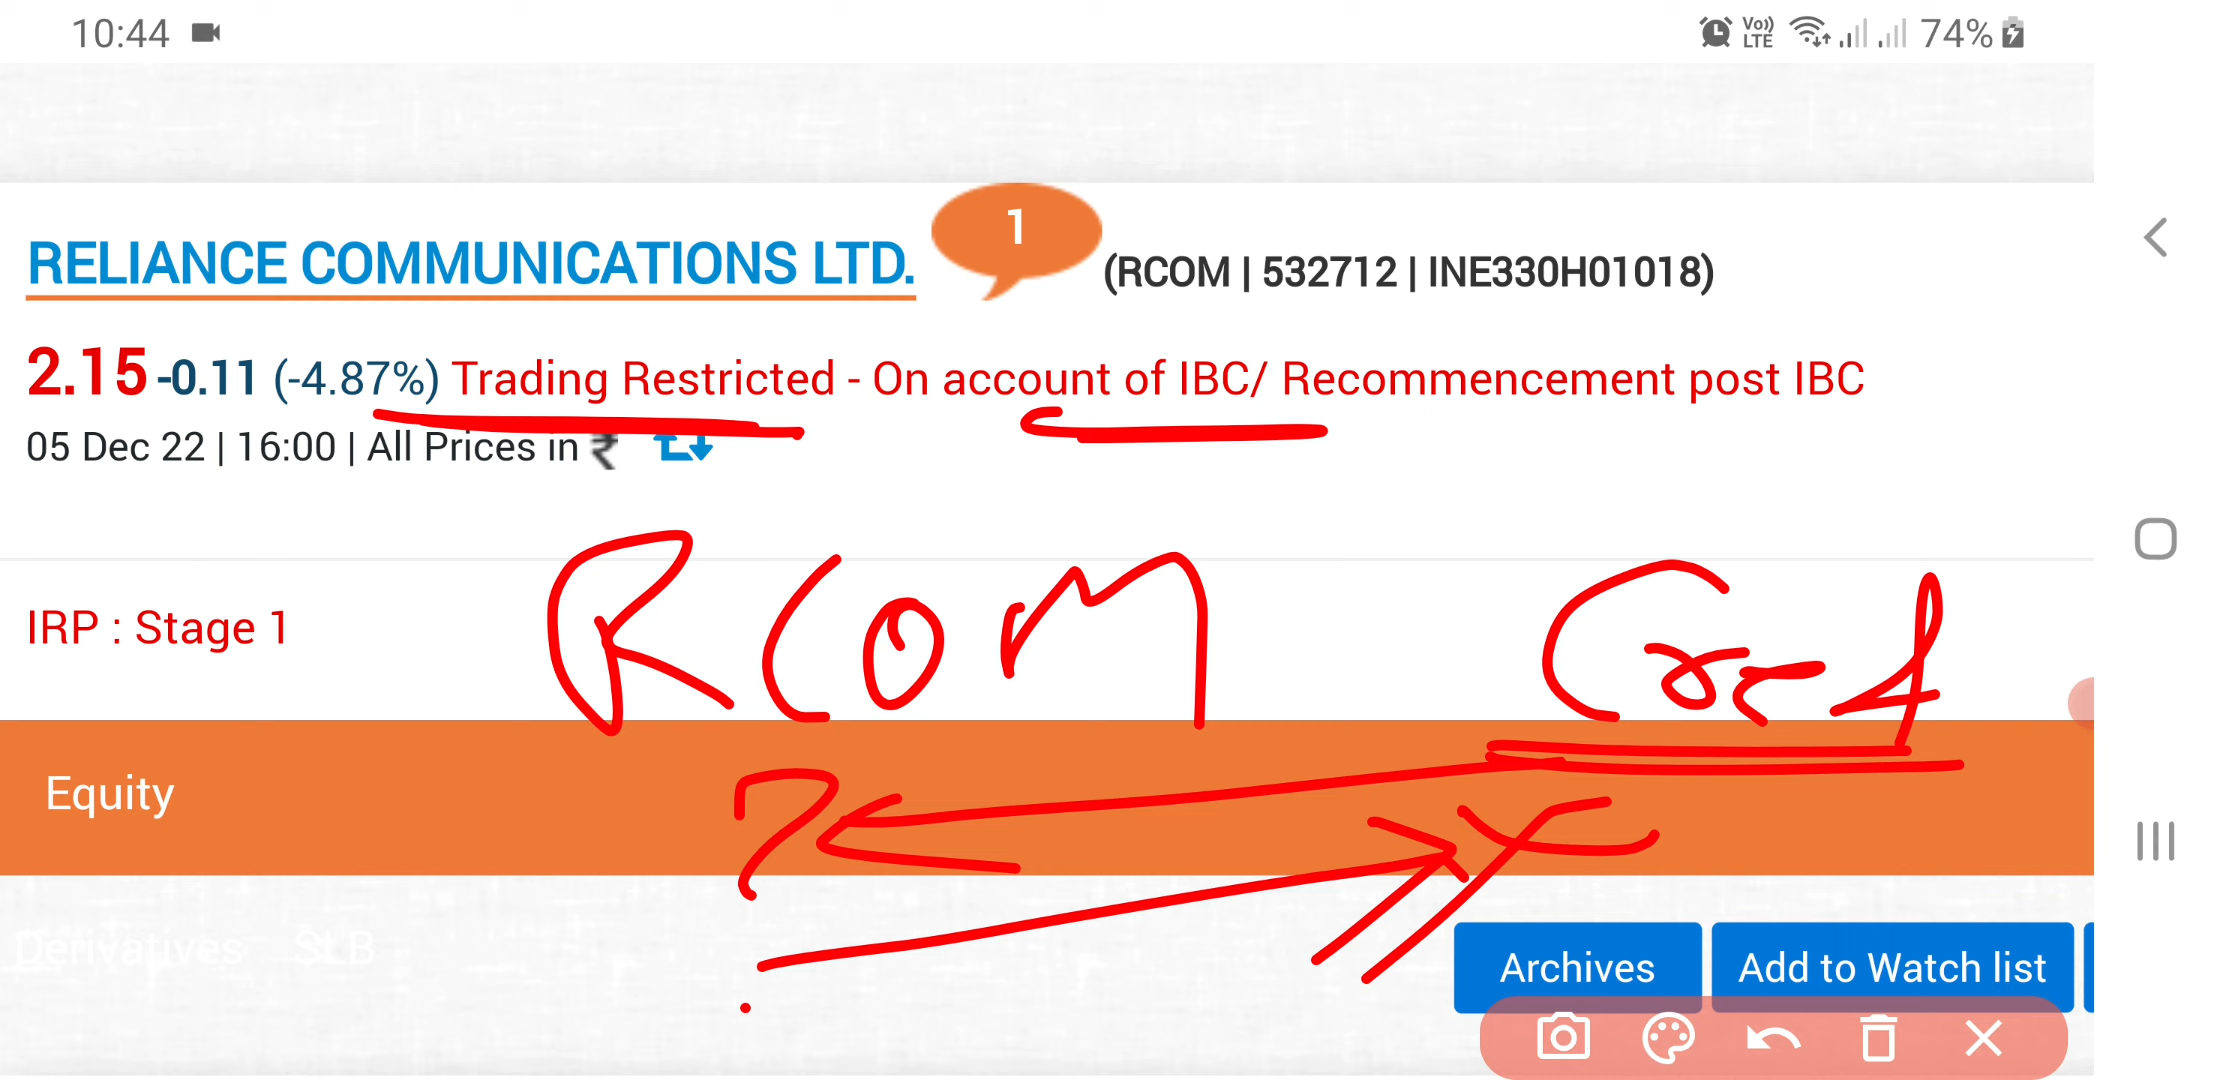 10:44 Vo)) LTE 74%
1
RELIANCE COMMUNICATIONS LTD. (RCOM | 532712 | INE330H01018)
2.15 -0.11 (-4.87%) Trading Restricted - On account of IBC/ Recommencement post IBC
05 Dec 22 | 16:00 | All Prices in ₹
RCOM
IRP : Stage 1
Equity
?
Derivatives SLB
Archives Add to Watch list